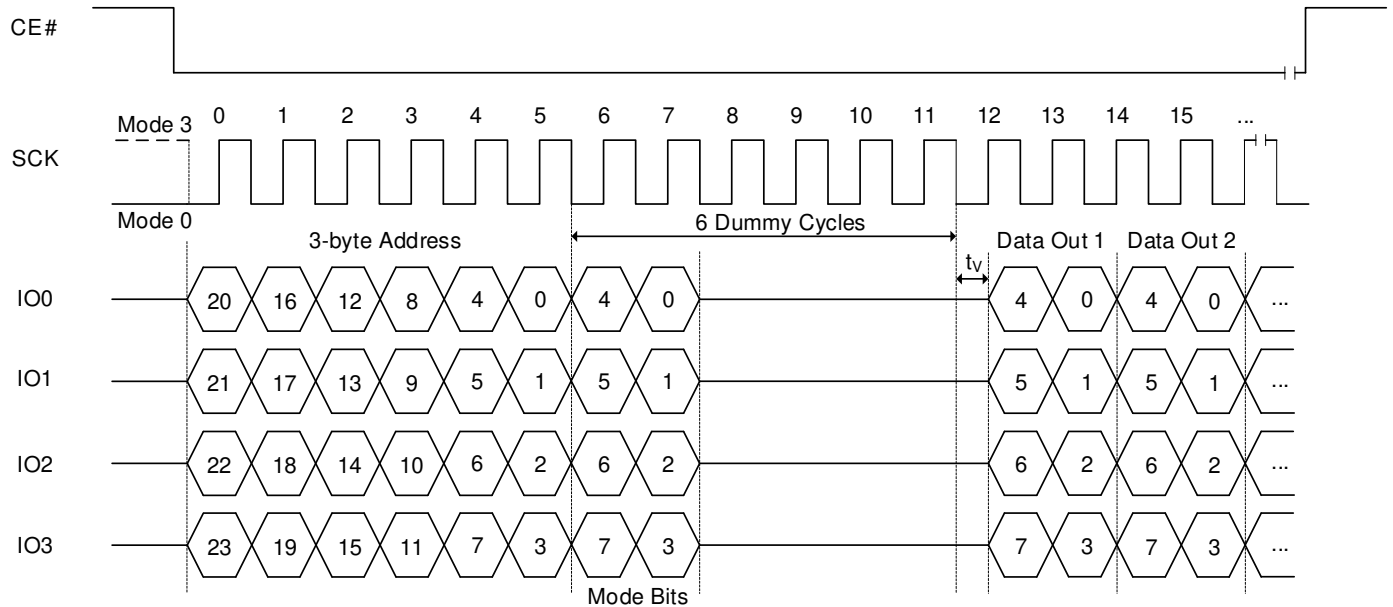 CE#
0 1 2 3 4 5 6 7 8 9 10 11 12 13 14 15 ...
Mode 3
SCK
Mode 0
6 Dummy Cycles
3-byte Address
Data Out 1 Data Out 2
tV
IO0 20 16 12 8 4 0 4 0 4 0 4 0 ...
IO1 21 17 13 9 5 1 5 1 5 1 5 1 ...
IO2 22 18 14 10 6 2 6 2 6 2 6 2 ...
IO3 23 19 15 11 7 3 7 3 7 3 7 3 ...
Mode Bits